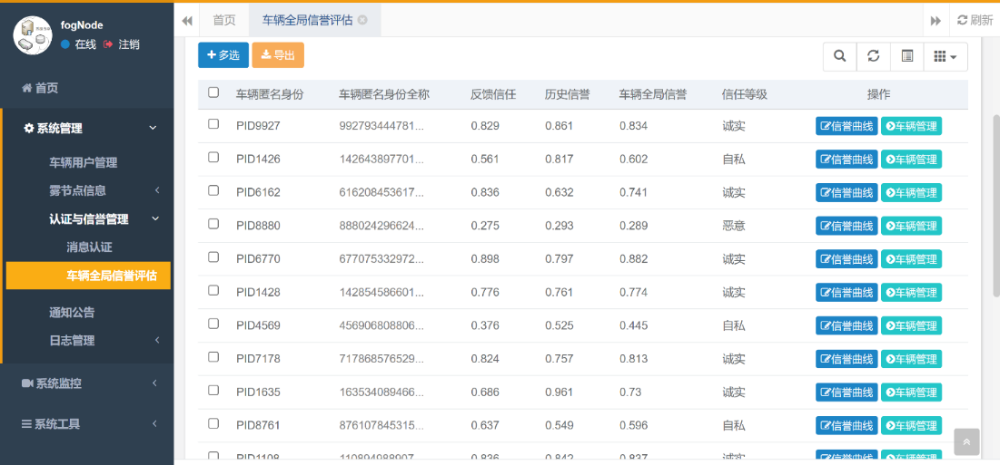 fogNode
在线 注销
首页
系统管理
车辆用户管理
雾节点信息
认证与信誉管理
消息认证
车辆全局信誉评估
通知公告
日志管理
系统监控
系统工具
首页 车辆全局信誉评估 刷新
多选 导出
车辆匿名身份 车辆匿名身份全称 反馈信任 历史信誉 车辆全局信誉 信任等级 操作
PID9927 992793444781... 0.829 0.861 0.834 诚实 信誉曲线 车辆管理
PID1426 142643897701... 0.561 0.817 0.602 自私 信誉曲线 车辆管理
PID6162 616208453617... 0.836 0.632 0.741 诚实 信誉曲线 车辆管理
PID8880 888024296624... 0.275 0.293 0.289 恶意 信誉曲线 车辆管理
PID6770 677075332972... 0.898 0.797 0.882 诚实 信誉曲线 车辆管理
PID1428 142854586601... 0.776 0.761 0.774 诚实 信誉曲线 车辆管理
PID4569 456906808806... 0.376 0.525 0.445 自私 信誉曲线 车辆管理
PID7178 717868576529... 0.824 0.757 0.813 诚实 信誉曲线 车辆管理
PID1635 163534089466... 0.686 0.961 0.73 诚实 信誉曲线 车辆管理
PID8761 876107845315... 0.637 0.549 0.596 自私 信誉曲线 车辆管理
PID1108 110894988907... 0.836 0.842 0.837 诚实 信誉曲线 车辆管理